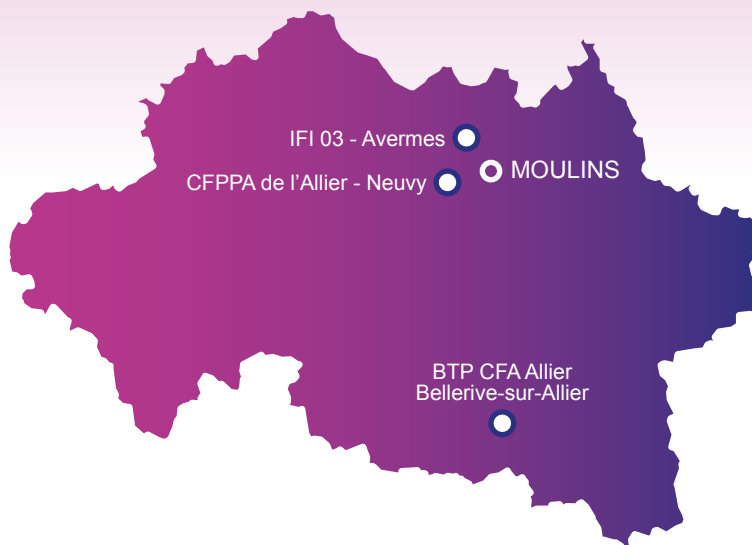 IFI 03 - Avermes
MOULINS
CFPPA de l’Allier - Neuvy
BTP CFA Allier
Bellerive-sur-Allier